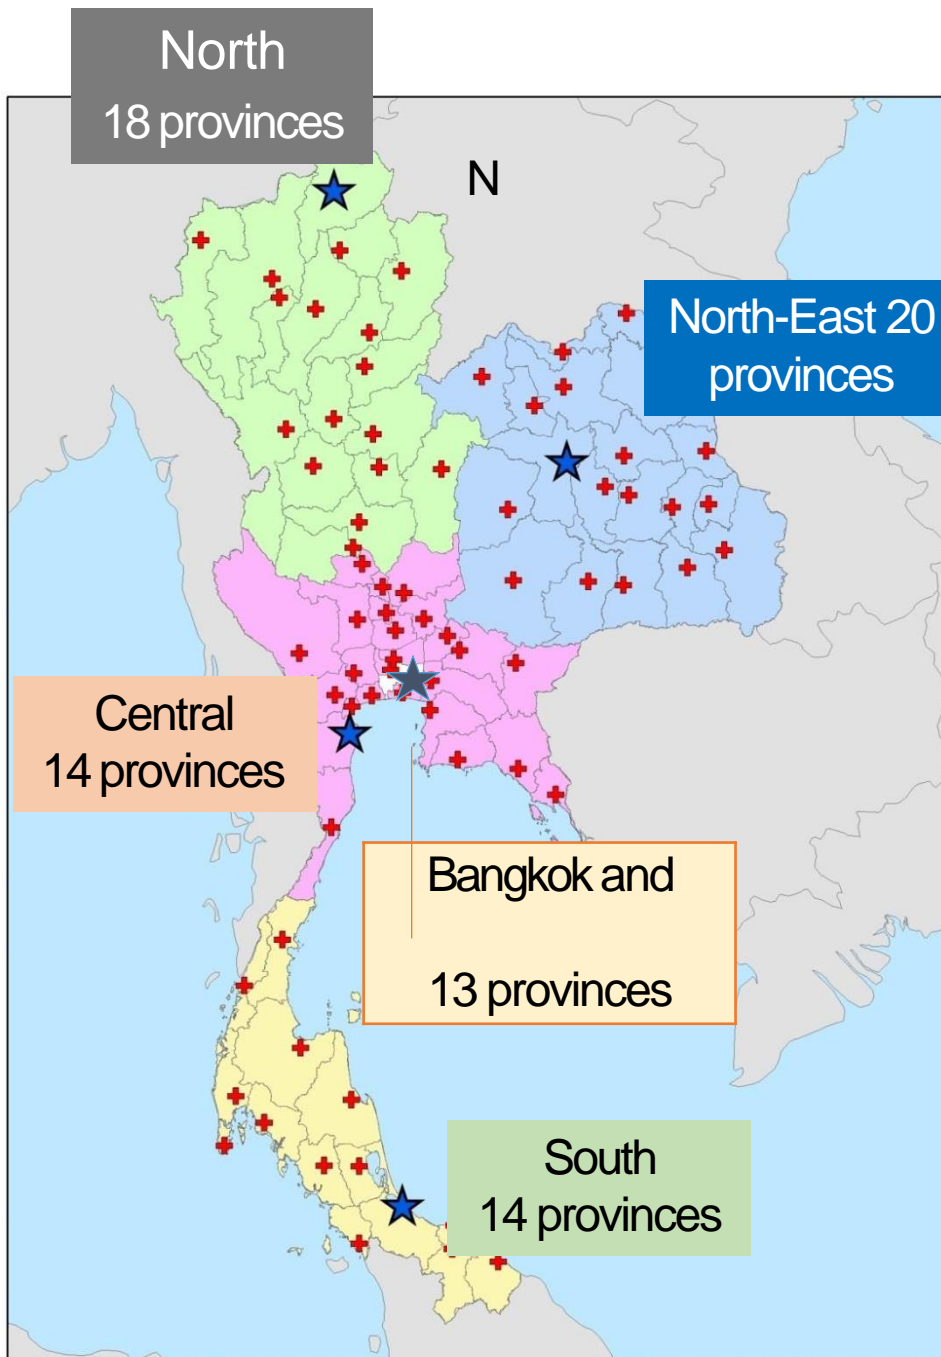 North
18 provinces
N
North-East 20
provinces
Central
14 provinces
Bangkok and
13 provinces
South
14 provinces